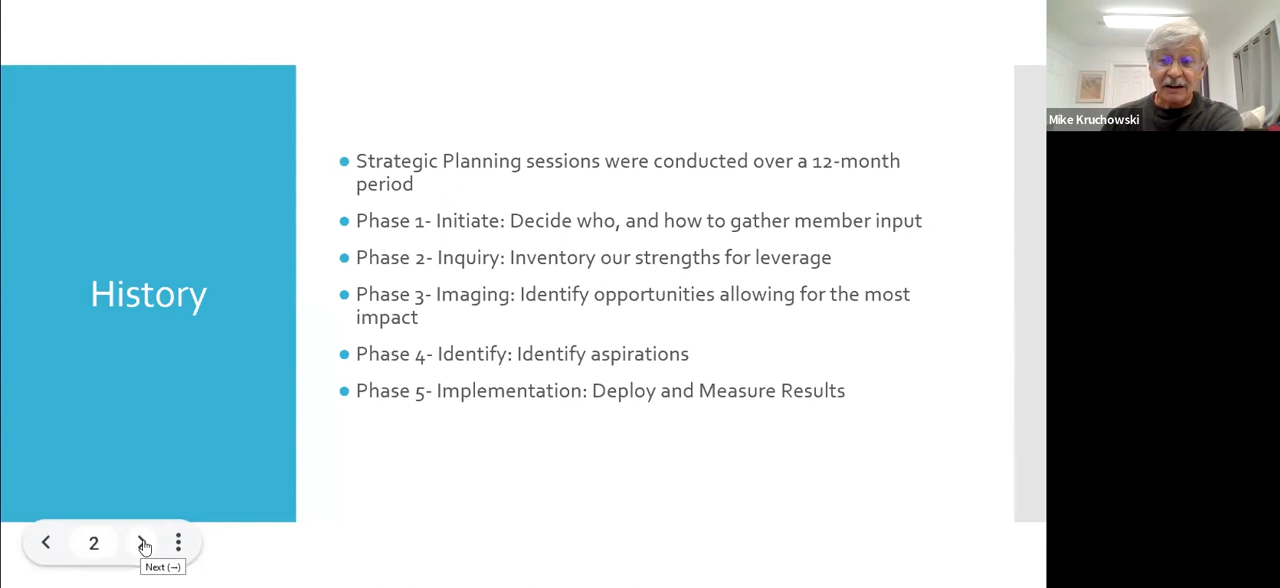 History
Strategic Planning sessions were conducted over a 12-month
period
Phase 1- Initiate: Decide who, and how to gather member input
Phase 2- Inquiry: Inventory our strengths for leverage
Phase 3- Imaging: Identify opportunities allowing for the most
impact
Phase 4- Identify: Identify aspirations
Phase 5- Implementation: Deploy and Measure Results
Mike Kruchowski
2
Next (→)